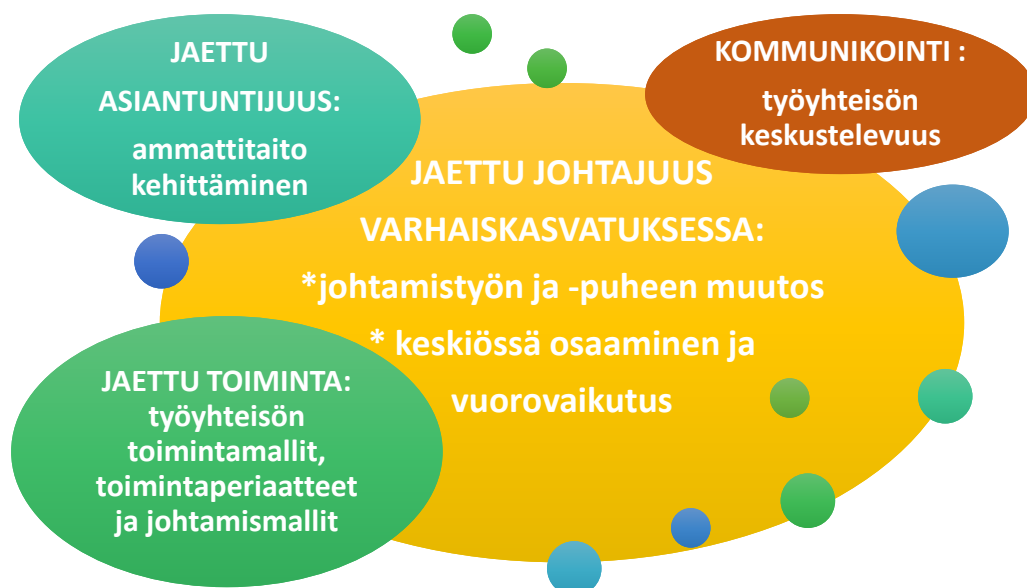 JAETTU
ASIANTUNTIJUUS:
ammattitaito
kehittäminen
KOMMUNIKOINTI :
työyhteisön
keskustelevuus
JAETTU JOHTAJUUS
VARHAISKASVATUKSESSA:
*johtamistyön ja -puheen muutos
* keskiössä osaaminen ja
vuorovaikutus
JAETTU TOIMINTA:
työyhteisön
toimintamallit,
toimintaperiaatteet
ja johtamismallit